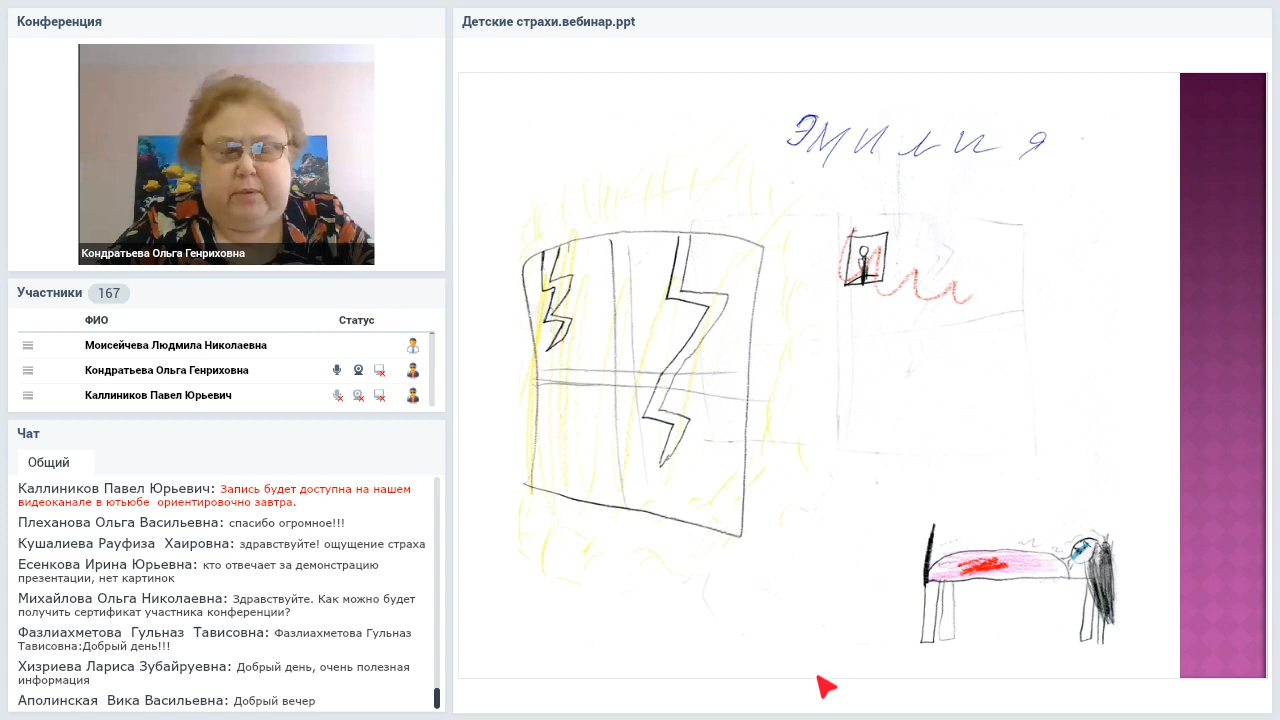 Конференция
Кондратьева Ольга Генриховна
Участники 167
ФИО Статус
Моисейчева Людмила Николаевна
Кондратьева Ольга Генриховна
Каллиников Павел Юрьевич
Чат
Общий
Каллиников Павел Юрьевич: Запись будет доступна на нашем
видеоканале в ютьюбе ориентировочно завтра.
Плеханова Ольга Васильевна: спасибо огромное!!!
Кушалиева Рауфиза Хаировна: здравствуйте! ощущение страха
Есенкова Ирина Юрьевна: кто отвечает за демонстрацию
презентации, нет картинок
Михайлова Ольга Николаевна: Здравствуйте. Как можно будет
получить сертификат участника конференции?
Фазлиахметова Гульназ Тависовна: Фазлиахметова Гульназ
Тависовна:Добрый день!!!
Хизриева Лариса Зубайруевна: Добрый день, очень полезная
информация
Аполинская Вика Васильевна: Добрый вечер
Детские страхи.вебинар.ppt
ЭМИЛИЯ